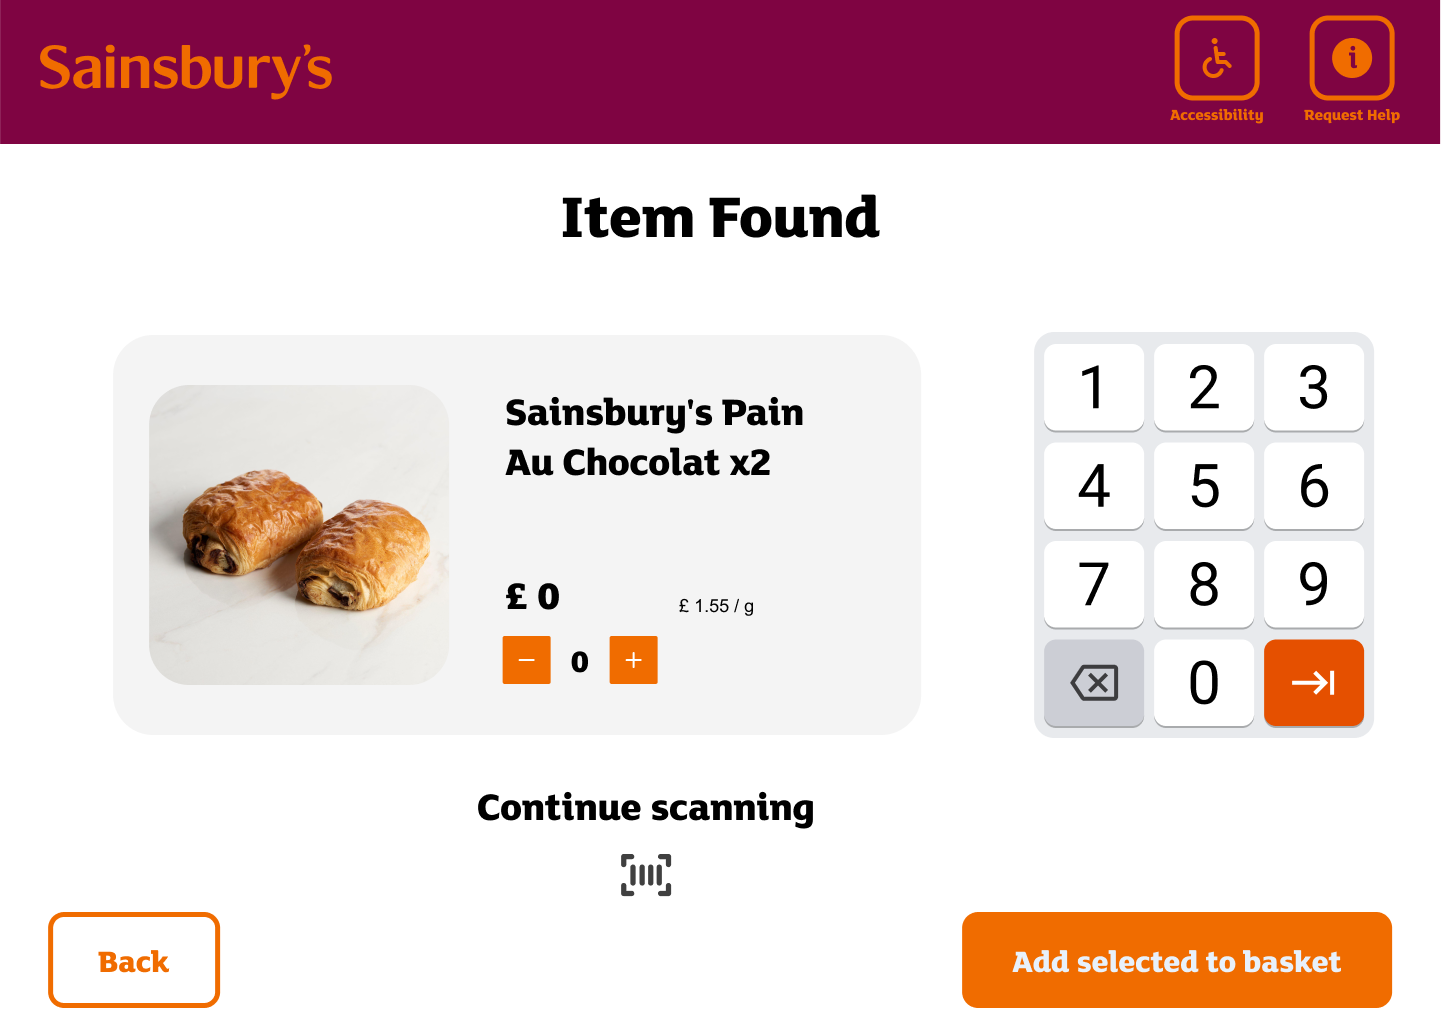 Sainsbury's
Accessibility
Request Help
Item Found
Sainsbury's Pain
Au Chocolat x2
£ 0
£ 1.55 / g
− 0 +
1 2 3
4 5 6
7 8 9
0
Continue scanning
Back
Add selected to basket